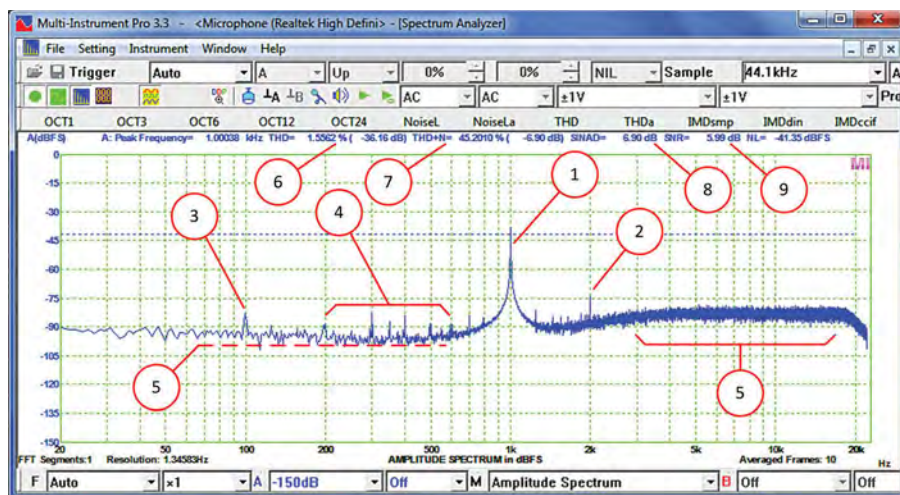 Multi-Instrument Pro 3.3 - <Microphone (Realtek High Defini> - [Spectrum Analyzer]
File Setting Instrument Window Help
Trigger Auto A Up 0% 0% NIL Sample 44.1kHz A
AC AC ±1V ±1V Pro
OCT1 OCT3 OCT6 OCT12 OCT24 NoiseL NoiseLa THD THDa IMDsmp IMDdin IMDccif
A(dBFS) A: Peak Frequency= 1.00038 kHz THD= 1.5562 % ( -36.16 dB) THD+N= 45.2010 % ( -6.90 dB) SINAD= 6.90 dB SNR= 5.99 dB NL= -41.35 dBFS
0
MI
-15
6 7 1 8 9
-30
3 4 2
-45
-60
-75
-90
-105
5 5
-120
-135
-150
20 50 100 200 500 1k 2k 5k 10k 20k
FFT Segments:1 Resolution: 1.34583Hz AMPLITUDE SPECTRUM in dBFS Averaged Frames: 10 Hz
F Auto ×1 A -150dB Off M Amplitude Spectrum B Off Off